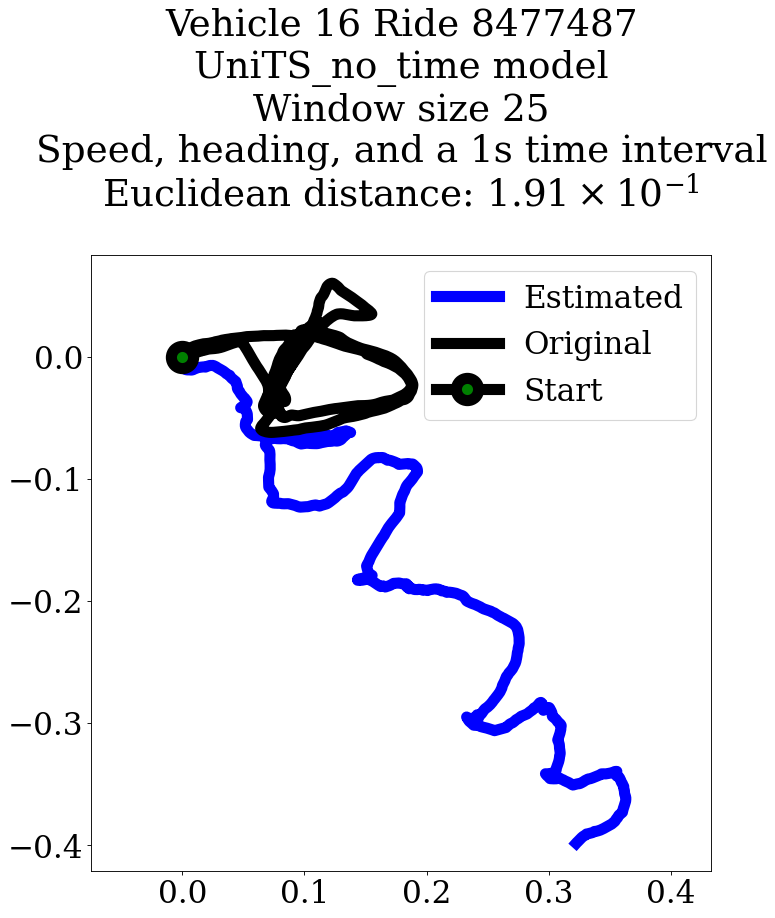 Vehicle 16 Ride 8477487
UniTS_no_time model
Window size 25
Speed, heading, and a 1s time interval
Euclidean distance: 1.91 × 10⁻¹
Estimated
Original
Start
0.0
−0.1
−0.2
−0.3
−0.4
0.0 0.1 0.2 0.3 0.4